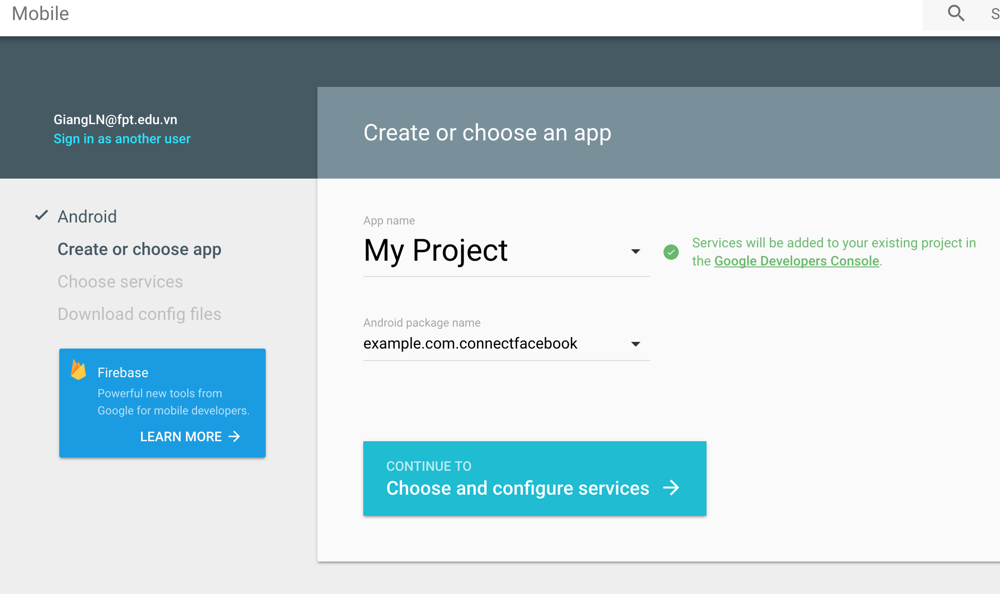 Mobile
GiangLN@fpt.edu.vn
Sign in as another user
Create or choose an app
Android
Create or choose app
Choose services
Download config files
Firebase
Powerful new tools from
Google for mobile developers.
LEARN MORE
App name
My Project
Services will be added to your existing project in
the Google Developers Console.
Android package name
example.com.connectfacebook
CONTINUE TO
Choose and configure services